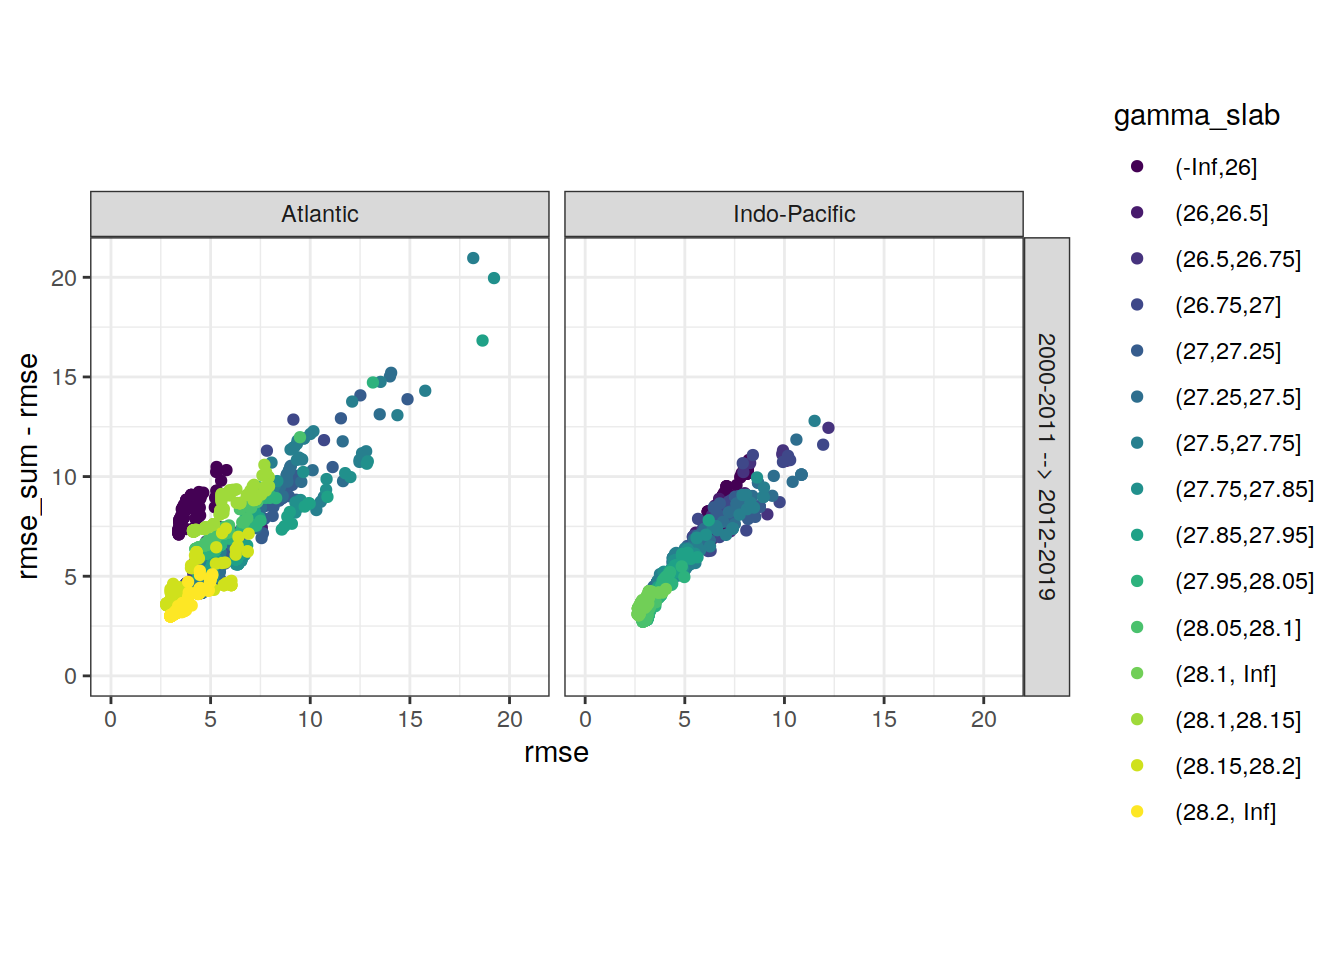 gamma_slab
(-Inf,26]
(26,26.5]
(26.5,26.75]
(26.75,27]
(27,27.25]
(27.25,27.5]
(27.5,27.75]
(27.75,27.85]
(27.85,27.95]
(27.95,28.05]
(28.05,28.1]
(28.1, Inf]
(28.1,28.15]
(28.15,28.2]
(28.2, Inf]
Atlantic
Indo-Pacific
2000-2011 --> 2012-2019
rmse_sum - rmse
20
15
10
5
0
0 5 10 15 20
0 5 10 15 20
rmse